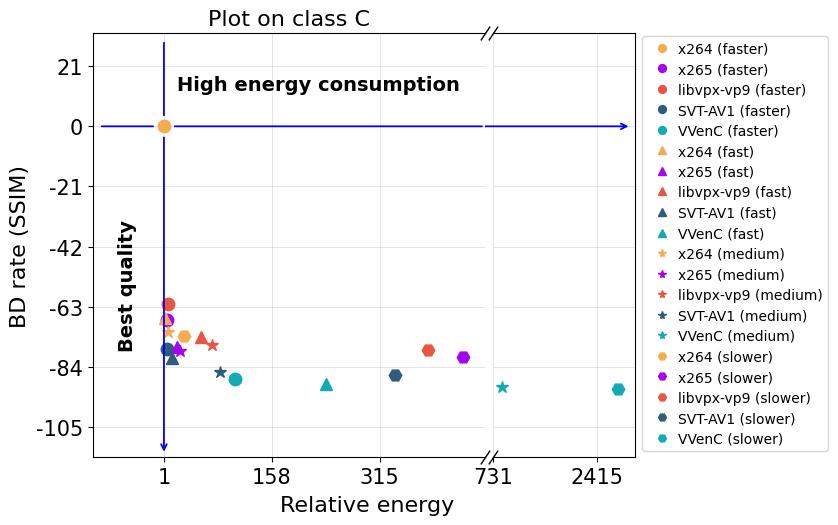 Plot on class C
High energy consumption
Best quality
BD rate (SSIM)
21
0
-21
-42
-63
-84
-105
1
158
315
731
2415
Relative energy
x264 (faster)
x265 (faster)
libvpx-vp9 (faster)
SVT-AV1 (faster)
VVenC (faster)
x264 (fast)
x265 (fast)
libvpx-vp9 (fast)
SVT-AV1 (fast)
VVenC (fast)
x264 (medium)
x265 (medium)
libvpx-vp9 (medium)
SVT-AV1 (medium)
VVenC (medium)
x264 (slower)
x265 (slower)
libvpx-vp9 (slower)
SVT-AV1 (slower)
VVenC (slower)